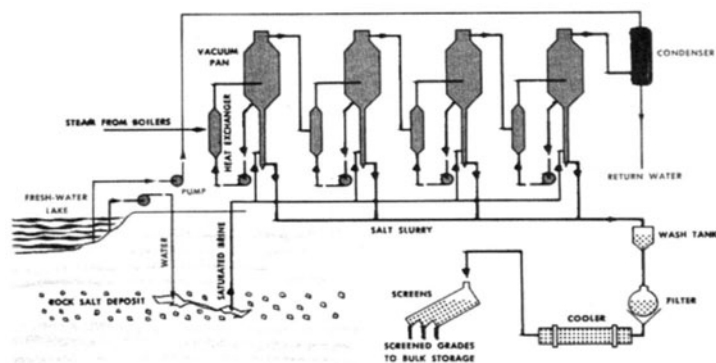 VACUUM
PAN
CONDENSER
STEAM FROM BOILERS
HEAT EXCHANGER
RETURN WATER
PUMP
FRESH-WATER
LAKE
SALT SLURRY
WASH TANK
WATER
SATURATED BRINE
ROCK SALT DEPOSIT
SCREENS
FILTER
COOLER
SCREENED GRADES
TO BULK STORAGE